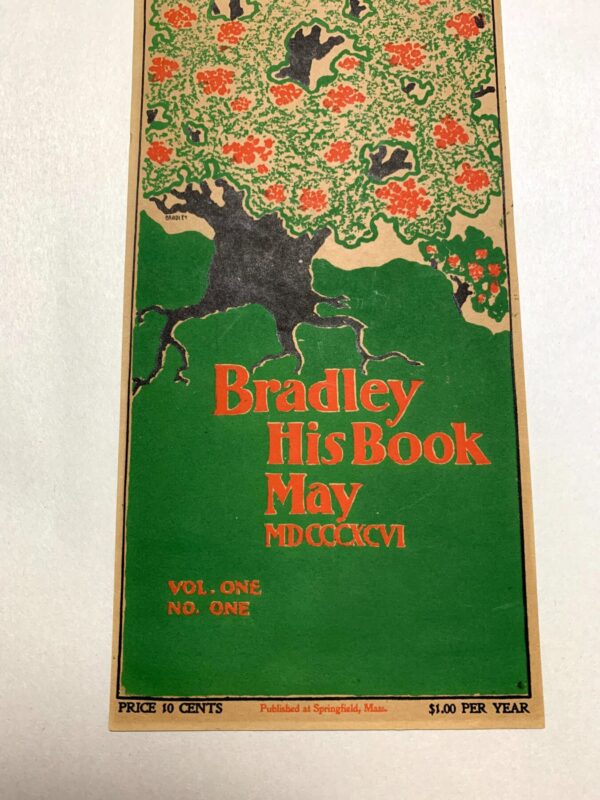 BRADLEY
Bradley
His Book
May
MDCCCXCVI
VOL. ONE
NO. ONE
PRICE 10 CENTS Published at Springfield, Mass. $1.00 PER YEAR